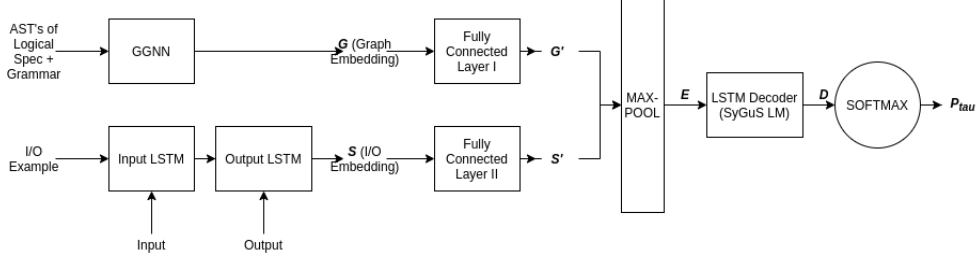 AST's of
Logical
Spec +
Grammar
GGNN
G (Graph
Embedding)
Fully
Connected
Layer I
G'
I/O
Example
Input LSTM
Output LSTM
S (I/O
Embedding)
Fully
Connected
Layer II
S'
Input
Output
MAX-
POOL
E
LSTM Decoder
(SyGuS LM)
D
SOFTMAX
Ptau